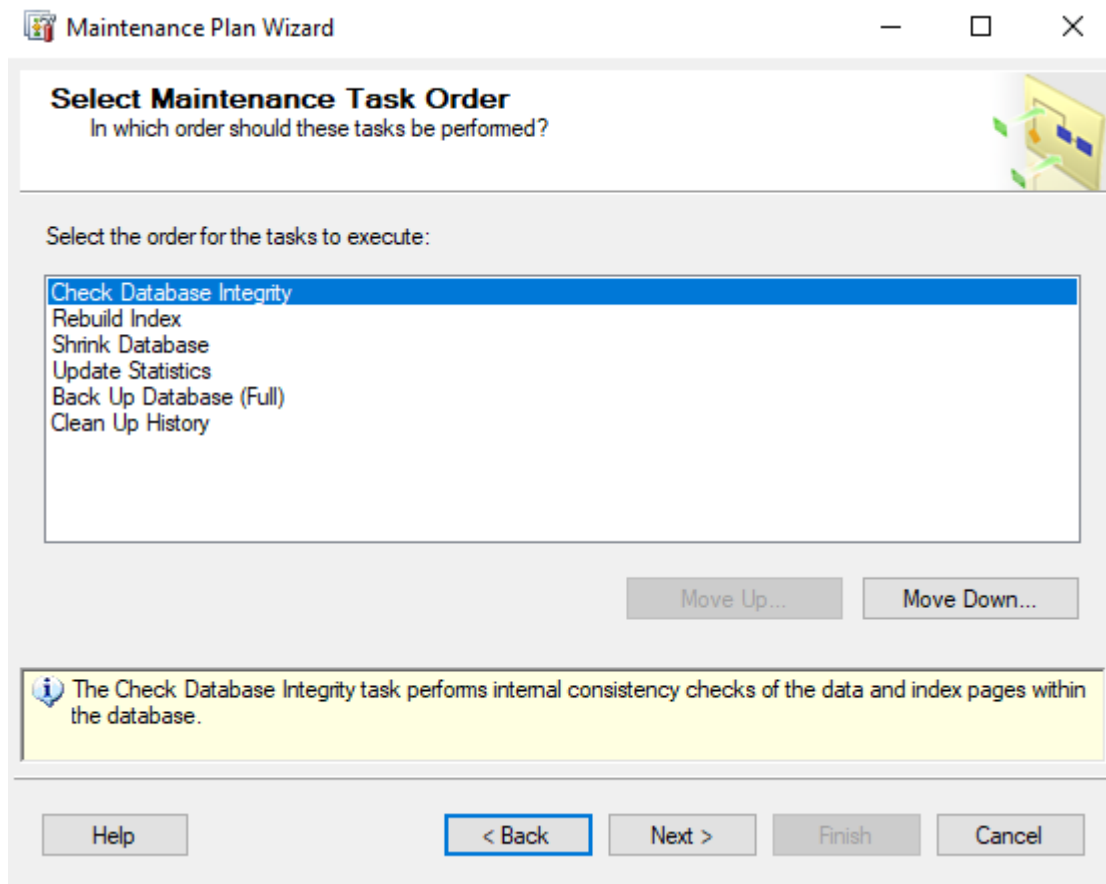 Maintenance Plan Wizard
Select Maintenance Task Order
In which order should these tasks be performed?
Select the order for the tasks to execute:
Check Database Integrity
Rebuild Index
Shrink Database
Update Statistics
Back Up Database (Full)
Clean Up History
Move Up...
Move Down...
The Check Database Integrity task performs internal consistency checks of the data and index pages within
the database.
Help
< Back
Next >
Finish
Cancel